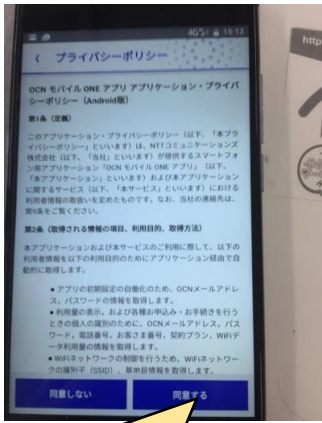 4G 16:13
http
プライバシーポリシー
OCN モバイル ONE アプリ アプリケーション・プライバ
シーポリシー（Android版）
第1条（定義）
このアプリケーション・プライバシーポリシー（以下、「本プラ
イバシーポリシー」といいます）は、NTTコミュニケーションズ
株式会社（以下、「当社」といいます）が提供するスマートフォ
ン用アプリケーション「OCN モバイル ONE アプリ」（以下、
「本アプリケーション」といいます）および本アプリケーション
に関するサービス（以下、「本サービス」といいます）における
利用者情報の取扱いを定めたものです。なお、当社の連絡先は、
第9条をご覧ください。
第2条（取得される情報の項目、利用目的、取得方法）
本アプリケーションおよび本サービスのご利用に際して、以下の
利用者情報を以下の利用目的のためにアプリケーション経由で自
動的に取得します。
● アプリの初期設定の自動化のため、OCNメールアドレ
ス，パスワードの情報を取得します。
● 利用量の表示，および各種お申込み・お手続きを行う
ときの個人の識別のために、OCNメールアドレス，パス
ワード，電話番号、お客さま番号，契約プラン，WiFiデ
ータ利用量の情報を取得します。
● WiFiネットワークの制御を行うため、WiFiネットワー
クの識別子（SSID）、基地局情報を取得します。
同意しない
同意する